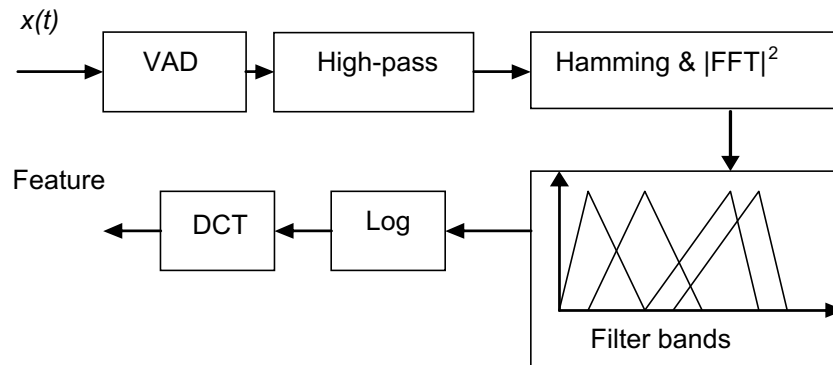 x(t)
VAD
High-pass
Hamming & |FFT|²
Feature
DCT
Log
Filter bands